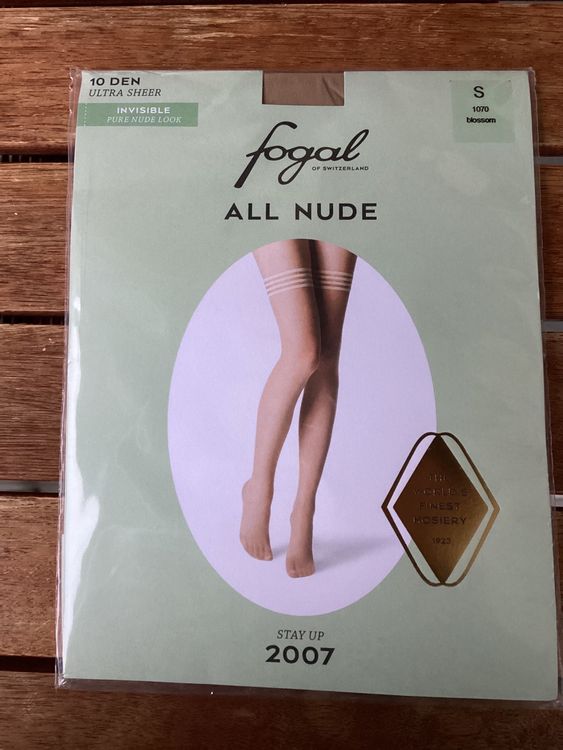 10 DEN
ULTRA SHEER
INVISIBLE
PURE NUDE LOOK
S
1070
blossom
fogal
OF SWITZERLAND
ALL NUDE
THE
WORLD'S
FINEST
HOSIERY
1923
STAY UP
2007